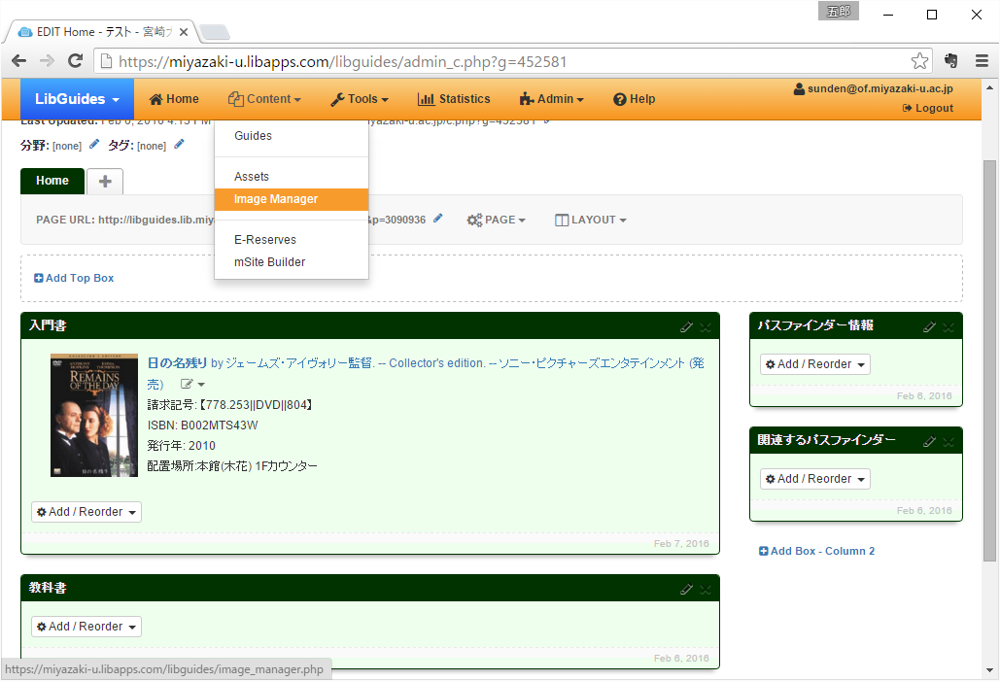 五郎
EDIT Home - テスト - 宮崎大
https://miyazaki-u.libapps.com/libguides/admin_c.php?g=452581
LibGuides
Home
Content
Tools
Statistics
Admin
Help
sunden@of.miyazaki-u.ac.jp
Logout
Last Updated: Feb 6, 2016 4:15 PM
iyazaki-u.ac.jp/c.php?g=452581
分野: [none] タグ: [none]
Guides
Assets
Image Manager
E-Reserves
mSite Builder
Home
PAGE URL: http://libguides.lib.miy
&p=3090936
PAGE
LAYOUT
Add Top Box
入門書
日の名残り by ジェームズ・アイヴォリー監督. -- Collector's edition. -- ソニー・ピクチャーズエンタテインメント (発
売)
請求記号: 【778.253||DVD||804】
ISBN: B002MTS43W
発行年: 2010
配置場所:本館(木花) 1Fカウンター
REMAINS
OF THE DAY
日の名残り
Add / Reorder
Feb 7, 2016
教科書
Add / Reorder
Feb 6, 2016
パスファインダー情報
Add / Reorder
Feb 6, 2016
関連するパスファインダー
Add / Reorder
Feb 6, 2016
Add Box - Column 2
https://miyazaki-u.libapps.com/libguides/image_manager.php